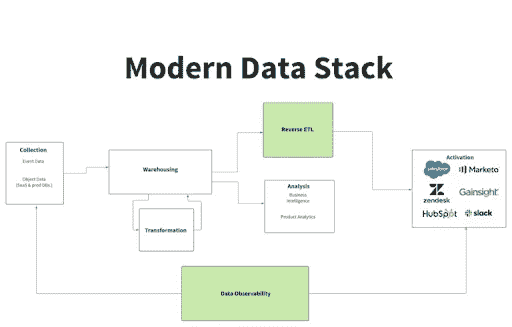 Modern Data Stack
Collection
Event Data
Object Data
(SaaS & prod DBs.)
Warehousing
Transformation
Reverse ETL
Analysis
Business
Intelligence
Product Analytics
Activation
salesforce
Marketo
zendesk
Gainsight
HubSpot
slack
Data Observability